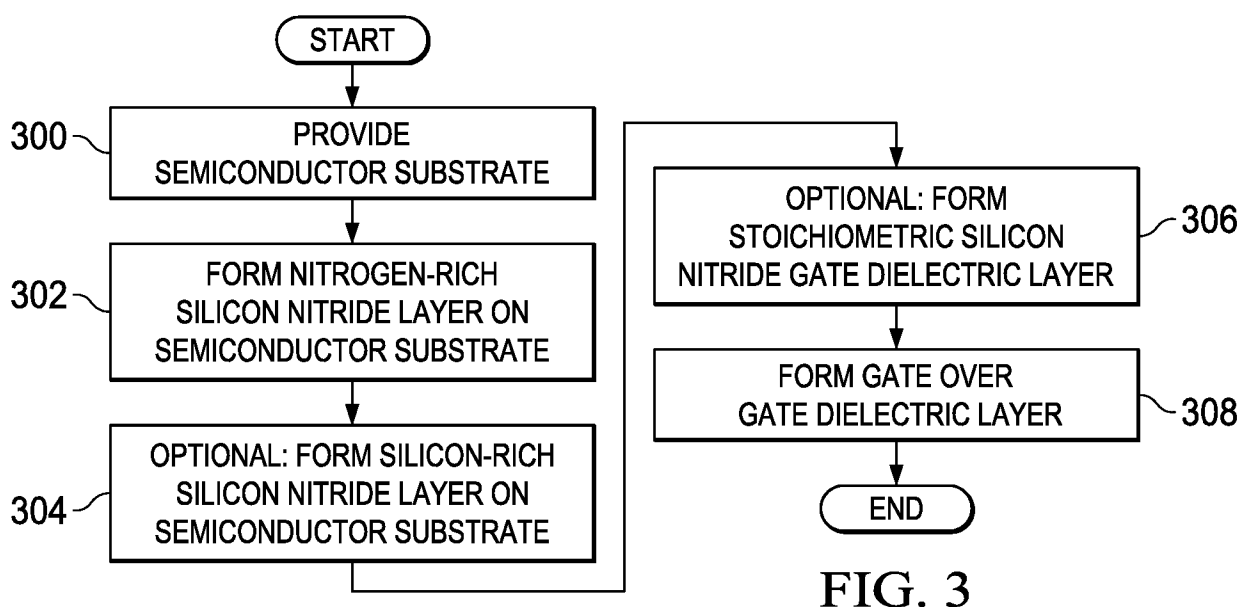 START
300
PROVIDE
SEMICONDUCTOR SUBSTRATE
302
FORM NITROGEN-RICH
SILICON NITRIDE LAYER ON
SEMICONDUCTOR SUBSTRATE
304
OPTIONAL: FORM SILICON-RICH
SILICON NITRIDE LAYER ON
SEMICONDUCTOR SUBSTRATE
OPTIONAL: FORM
STOICHIOMETRIC SILICON
NITRIDE GATE DIELECTRIC LAYER
306
FORM GATE OVER
GATE DIELECTRIC LAYER
308
END
FIG. 3